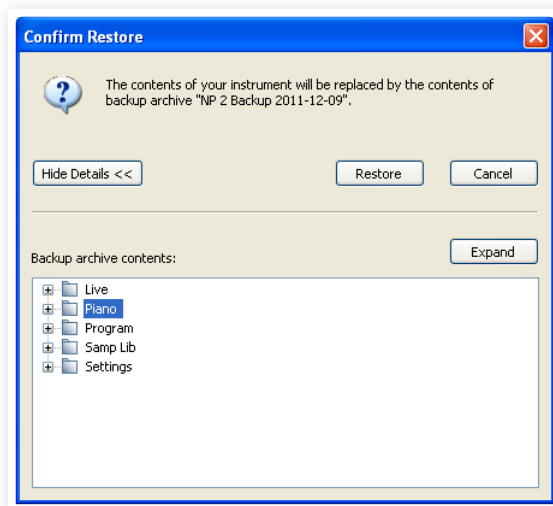 Confirm Restore
The contents of your instrument will be replaced by the contents of
backup archive "NP 2 Backup 2011-12-09".
Hide Details <<
Restore
Cancel
Expand
Backup archive contents:
Live
Piano
Program
Samp Lib
Settings